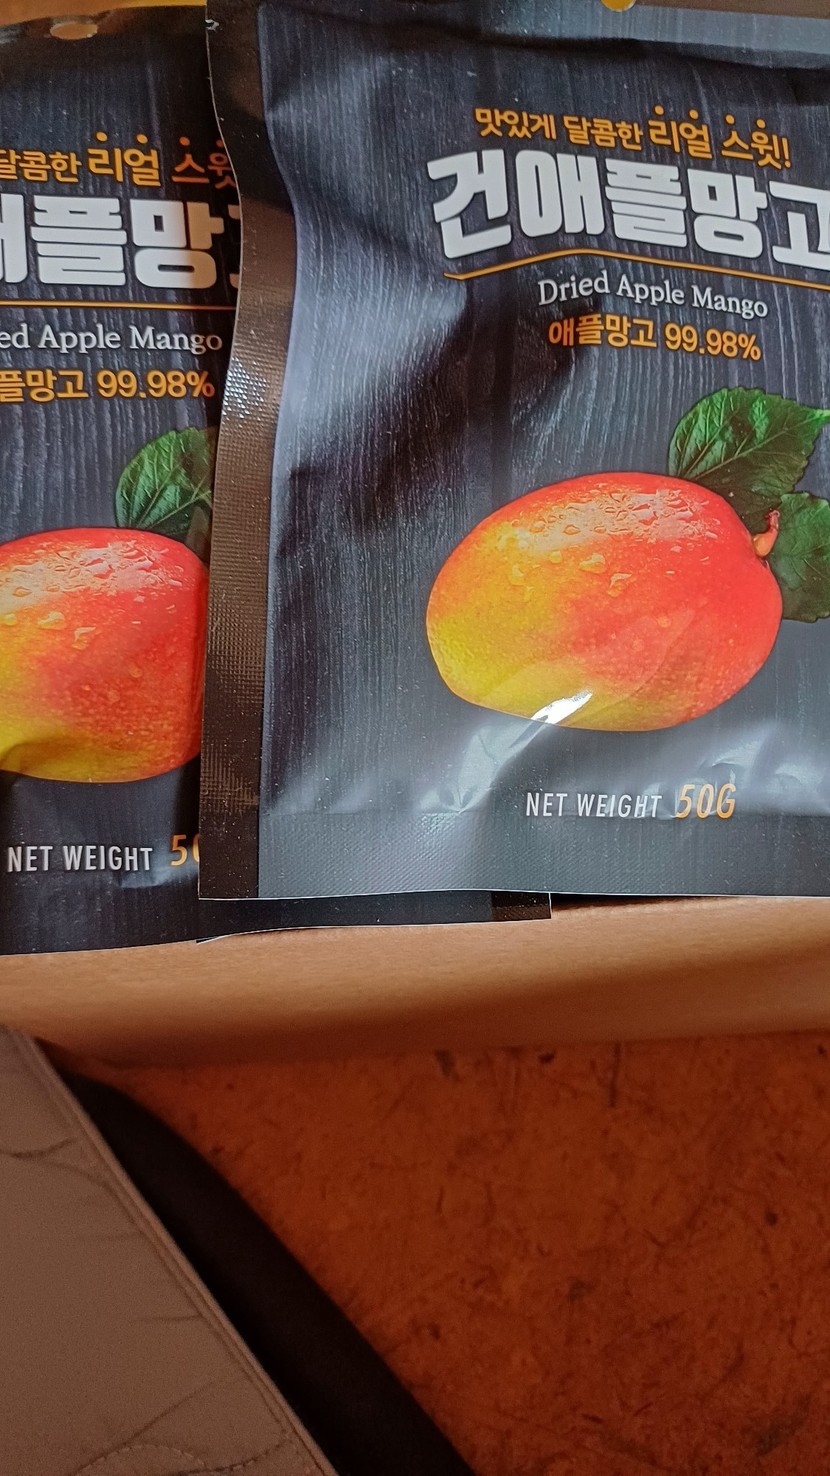 달콤한 리얼 스윗
애플망고
ed Apple Mango
플망고 99.98%
NET WEIGHT 50
맛있게 달콤한 리얼 스윗!
건애플망고
Dried Apple Mango
애플망고 99.98%
NET WEIGHT 50G